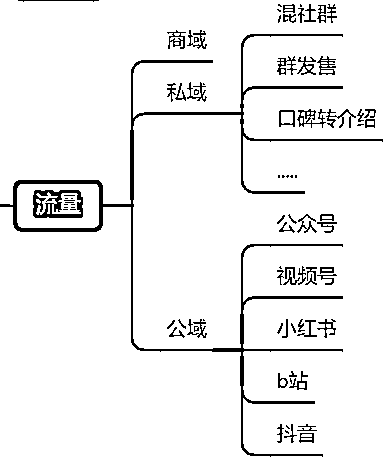 流量
商域
私域
混社群
群发售
口碑转介绍
.....
公域
公众号
视频号
小红书
b站
抖音